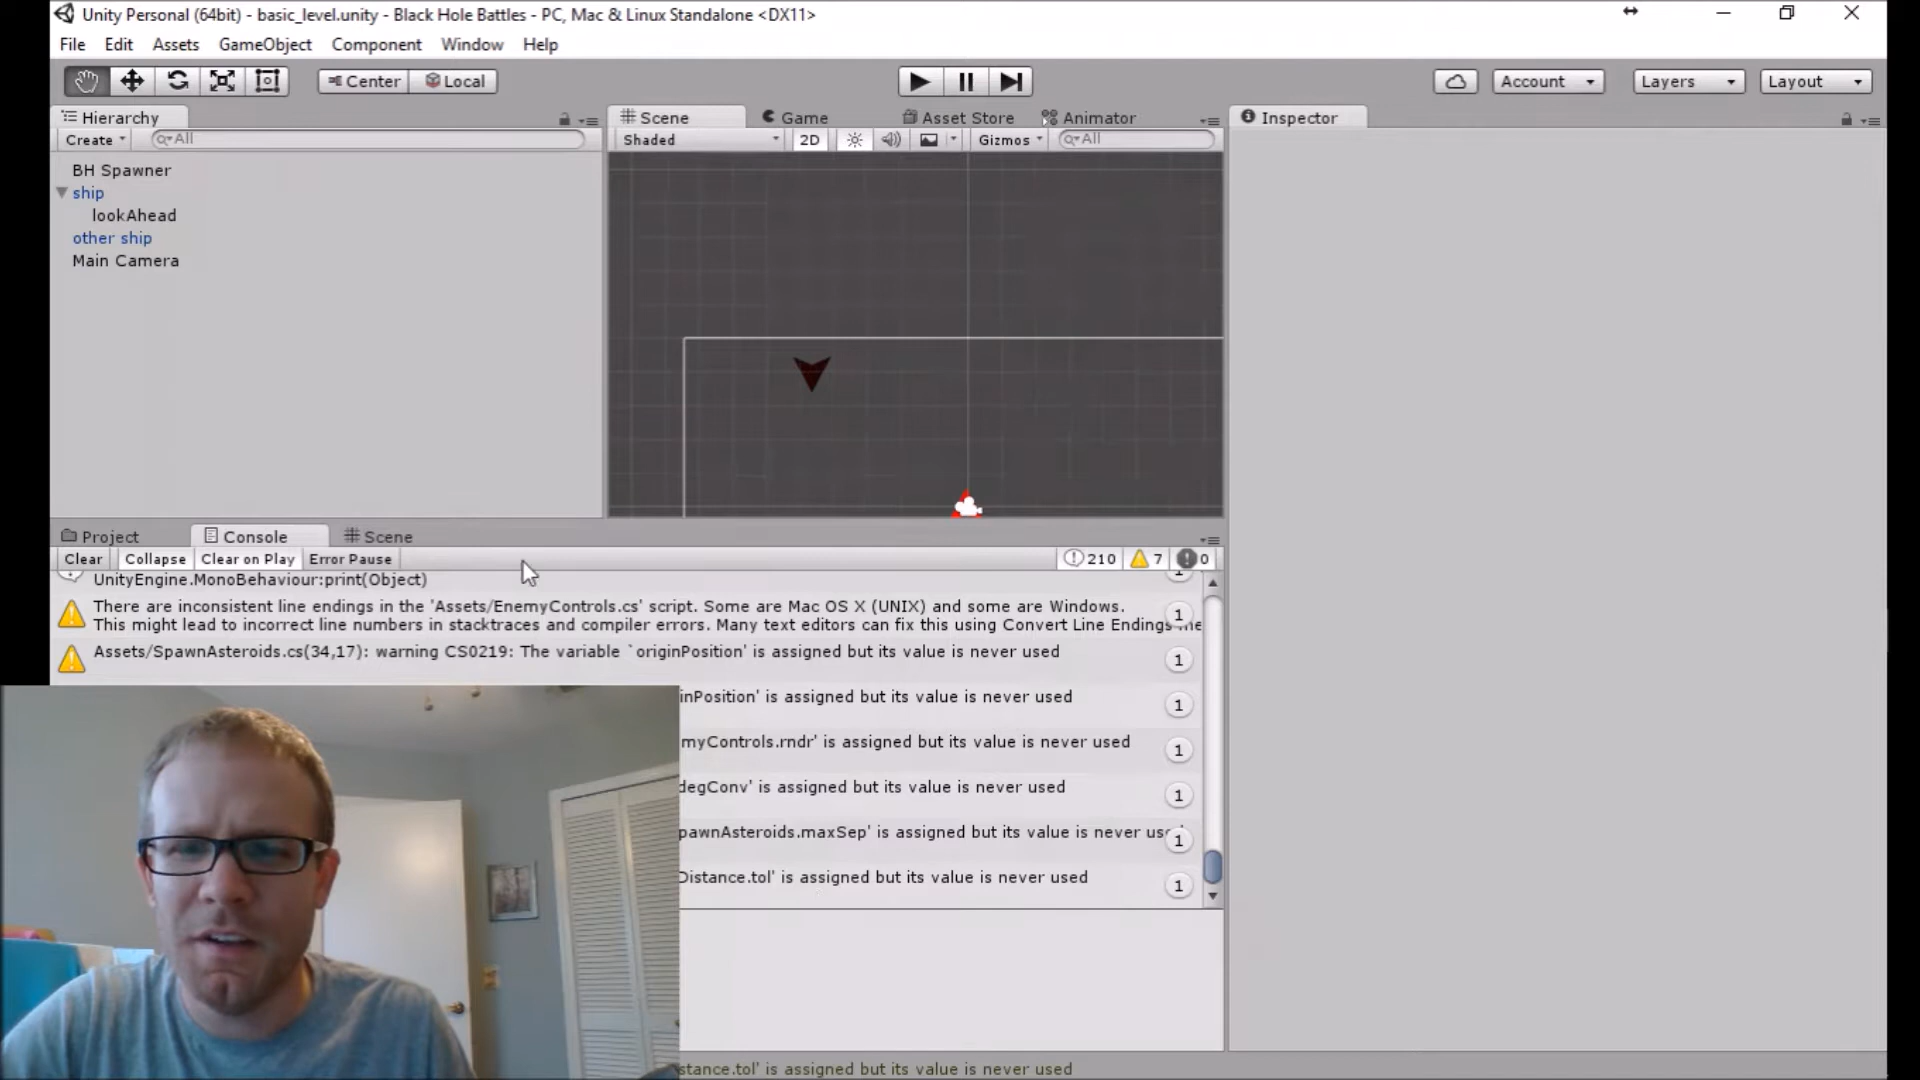 Unity Personal (64bit) - basic_level.unity - Black Hole Battles - PC, Mac & Linux Standalone <DX11>
File Edit Assets GameObject Component Window Help
Center Local Account Layers Layout
Hierarchy Scene Game Asset Store Animator Inspector
Create All Shaded 2D Gizmos All
BH Spawner
ship
lookAhead
other ship
Main Camera
Project Console Scene
Clear Collapse Clear on Play Error Pause 210 7 0
UnityEngine.MonoBehaviour:print(Object)
There are inconsistent line endings in the 'Assets/EnemyControls.cs' script. Some are Mac OS X (UNIX) and some are Windows.
This might lead to incorrect line numbers in stacktraces and compiler errors. Many text editors can fix this using Convert Line Endings 1
Assets/SpawnAsteroids.cs(34,17): warning CS0219: The variable `originPosition' is assigned but its value is never used 1
inPosition' is assigned but its value is never used 1
myControls.rndr' is assigned but its value is never used 1
degConv' is assigned but its value is never used 1
pawnAsteroids.maxSep' is assigned but its value is never 1
Distance.tol' is assigned but its value is never used 1
stance.tol' is assigned but its value is never used